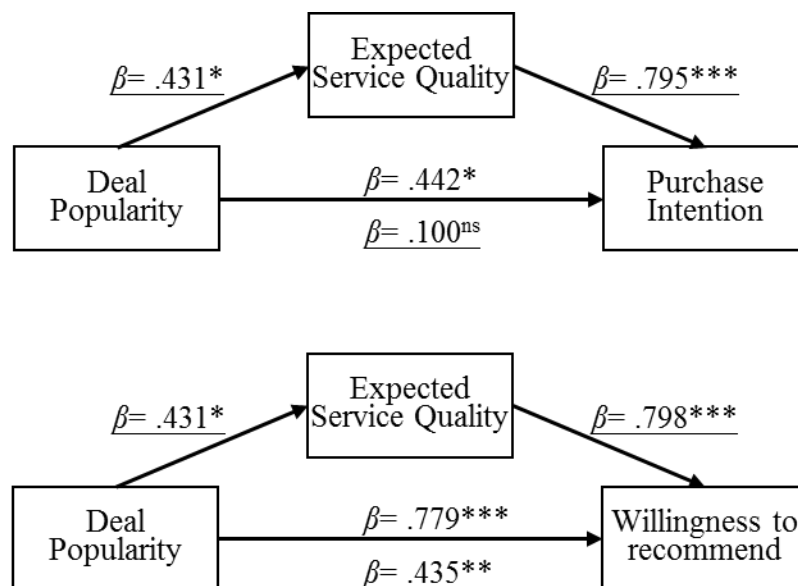 Expected
Service Quality
β= .431*
β= .795***
Deal
Popularity
β= .442*
β= .100ns
Purchase
Intention
Expected
Service Quality
β= .431*
β= .798***
Deal
Popularity
β= .779***
β= .435**
Willingness to
recommend